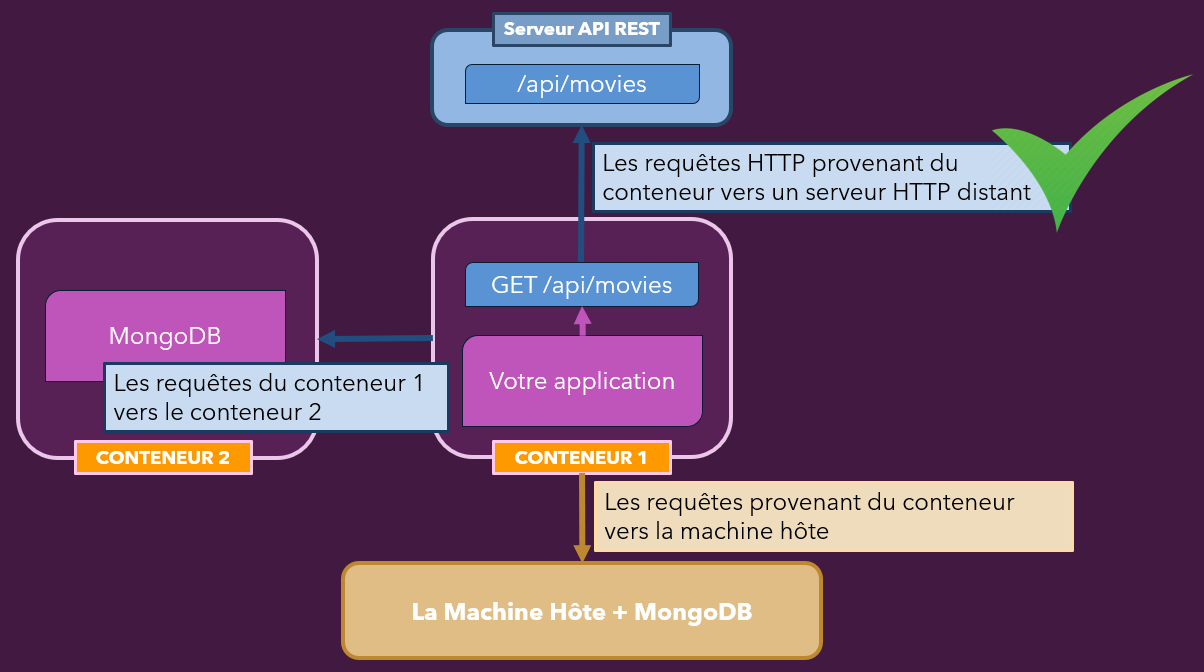 Serveur API REST
/api/movies
Les requêtes HTTP provenant du
conteneur vers un serveur HTTP distant
GET /api/movies
MongoDB
Votre application
Les requêtes du conteneur 1
vers le conteneur 2
CONTENEUR 2
CONTENEUR 1
Les requêtes provenant du conteneur
vers la machine hôte
La Machine Hôte + MongoDB